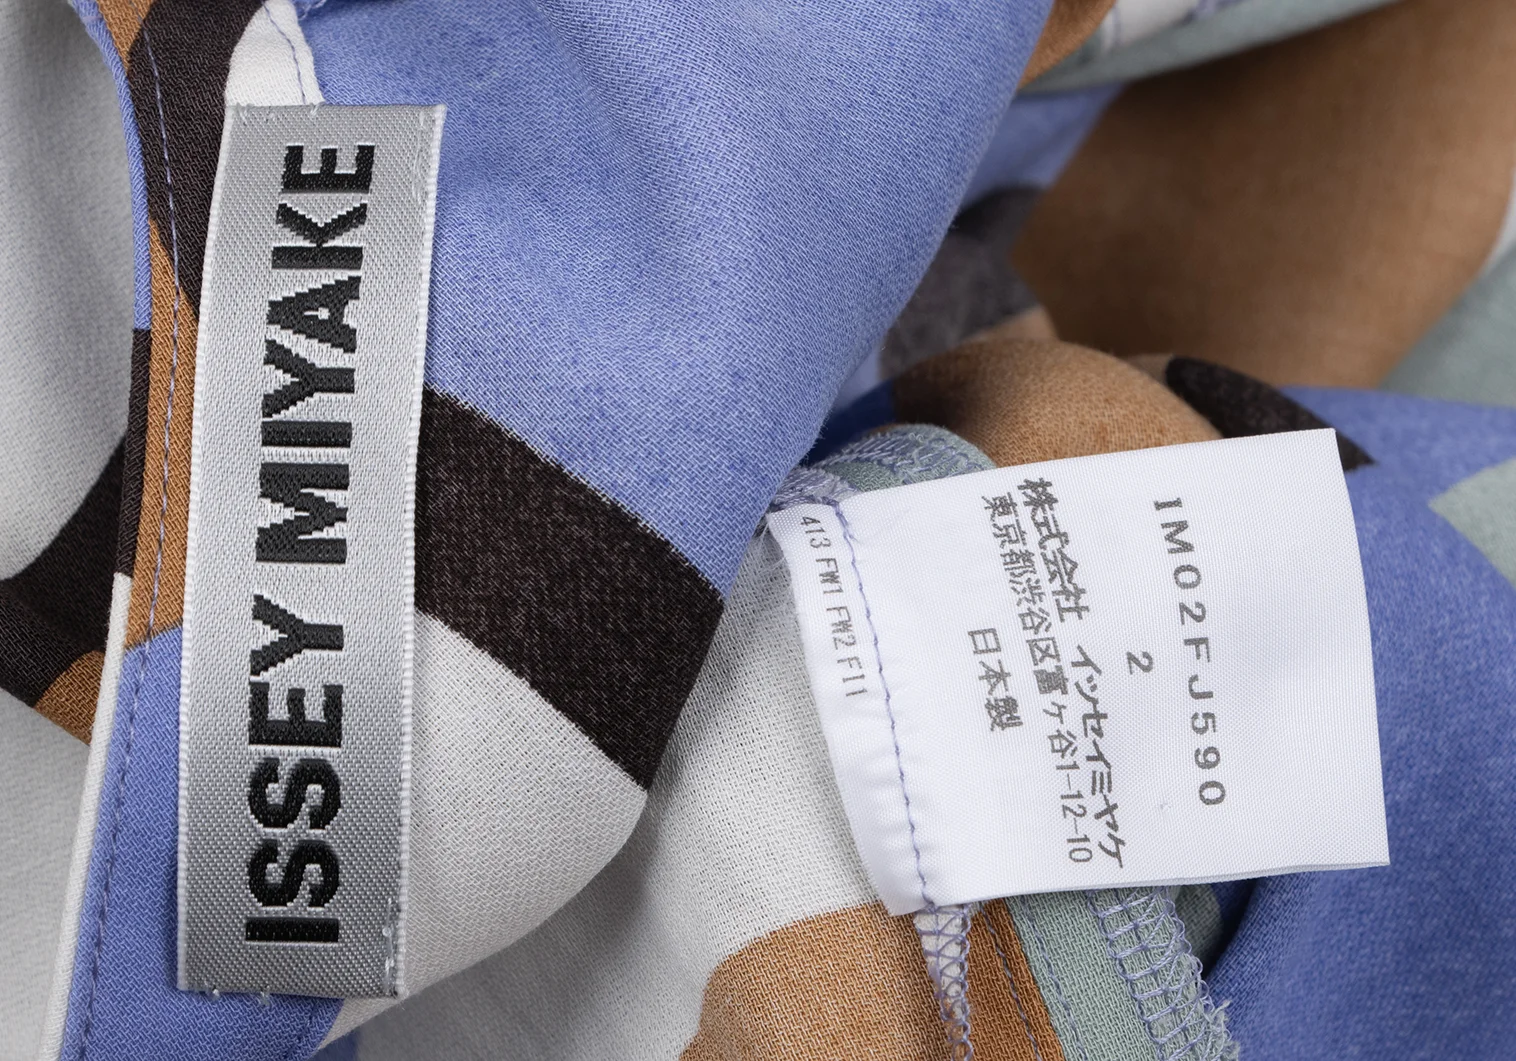 ISSEY MIYAKE
413 FW1 FW2 F11
IM02FJ590
2
株式会社 イッセイミヤケ
東京都渋谷区富ヶ谷1-12-10
日本製